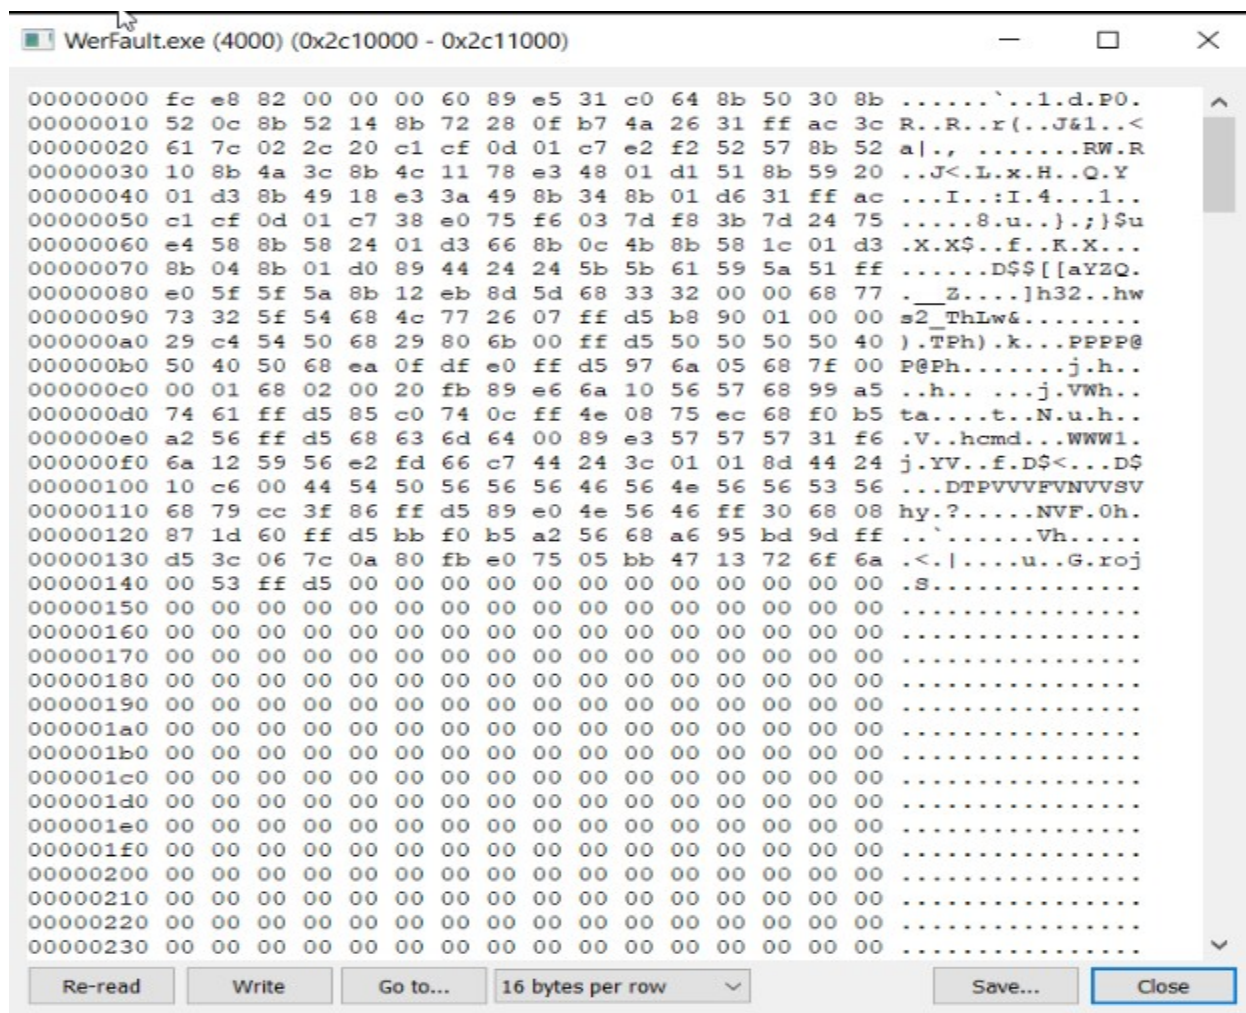 WerFault.exe (4000) (0x2c10000 - 0x2c11000)
00000000 fc e8 82 00 00 00 60 89 e5 31 c0 64 8b 50 30 8b ......`..1.d.P0.
00000010 52 0c 8b 52 14 8b 72 28 0f b7 4a 26 31 ff ac 3c R..R..r(..J&1..<
00000020 61 7c 02 2c 20 c1 cf 0d 01 c7 e2 f2 52 57 8b 52 a|., .......RW.R
00000030 10 8b 4a 3c 8b 4c 11 78 e3 48 01 d1 51 8b 59 20 ..J<.L.x.H..Q.Y
00000040 01 d3 8b 49 18 e3 3a 49 8b 34 8b 01 d6 31 ff ac ...I..:I.4...1..
00000050 c1 cf 0d 01 c7 38 e0 75 f6 03 7d f8 3b 7d 24 75 .....8.u..}.;}$u
00000060 e4 58 8b 58 24 01 d3 66 8b 0c 4b 8b 58 1c 01 d3 .X.X$..f..K.X...
00000070 8b 04 8b 01 d0 89 44 24 24 5b 5b 61 59 5a 51 ff ......D$$[[aYZQ.
00000080 e0 5f 5f 5a 8b 12 eb 8d 5d 68 33 32 00 00 68 77 .__Z....]h32..hw
00000090 73 32 5f 54 68 4c 77 26 07 ff d5 b8 90 01 00 00 s2_ThLw&........
000000a0 29 c4 54 50 68 29 80 6b 00 ff d5 50 50 50 50 40 ).TPh).k...PPPP@
000000b0 50 40 50 68 ea 0f df e0 ff d5 97 6a 05 68 7f 00 P@Ph.......j.h..
000000c0 00 01 68 02 00 20 fb 89 e6 6a 10 56 57 68 99 a5 ..h.. ...j.VWh..
000000d0 74 61 ff d5 85 c0 74 0c ff 4e 08 75 ec 68 f0 b5 ta....t..N.u.h..
000000e0 a2 56 ff d5 68 63 6d 64 00 89 e3 57 57 57 31 f6 .V..hcmd...WWW1.
000000f0 6a 12 59 56 e2 fd 66 c7 44 24 3c 01 01 8d 44 24 j.YV..f.D$<...D$
00000100 10 c6 00 44 54 50 56 56 56 46 56 4e 56 56 53 56 ...DTPVVVFVNVVSV
00000110 68 79 cc 3f 86 ff d5 89 e0 4e 56 46 ff 30 68 08 hy.?.....NVF.0h.
00000120 87 1d 60 ff d5 bb f0 b5 a2 56 68 a6 95 bd 9d ff ..`......Vh.....
00000130 d5 3c 06 7c 0a 80 fb e0 75 05 bb 47 13 72 6f 6a .<.|....u..G.roj
00000140 00 53 ff d5 00 00 00 00 00 00 00 00 00 00 00 00 .S..............
00000150 00 00 00 00 00 00 00 00 00 00 00 00 00 00 00 00 ................
00000160 00 00 00 00 00 00 00 00 00 00 00 00 00 00 00 00 ................
00000170 00 00 00 00 00 00 00 00 00 00 00 00 00 00 00 00 ................
00000180 00 00 00 00 00 00 00 00 00 00 00 00 00 00 00 00 ................
00000190 00 00 00 00 00 00 00 00 00 00 00 00 00 00 00 00 ................
000001a0 00 00 00 00 00 00 00 00 00 00 00 00 00 00 00 00 ................
000001b0 00 00 00 00 00 00 00 00 00 00 00 00 00 00 00 00 ................
000001c0 00 00 00 00 00 00 00 00 00 00 00 00 00 00 00 00 ................
000001d0 00 00 00 00 00 00 00 00 00 00 00 00 00 00 00 00 ................
000001e0 00 00 00 00 00 00 00 00 00 00 00 00 00 00 00 00 ................
000001f0 00 00 00 00 00 00 00 00 00 00 00 00 00 00 00 00 ................
00000200 00 00 00 00 00 00 00 00 00 00 00 00 00 00 00 00 ................
00000210 00 00 00 00 00 00 00 00 00 00 00 00 00 00 00 00 ................
00000220 00 00 00 00 00 00 00 00 00 00 00 00 00 00 00 00 ................
00000230 00 00 00 00 00 00 00 00 00 00 00 00 00 00 00 00 ................
Re-read Write Go to... 16 bytes per row Save... Close